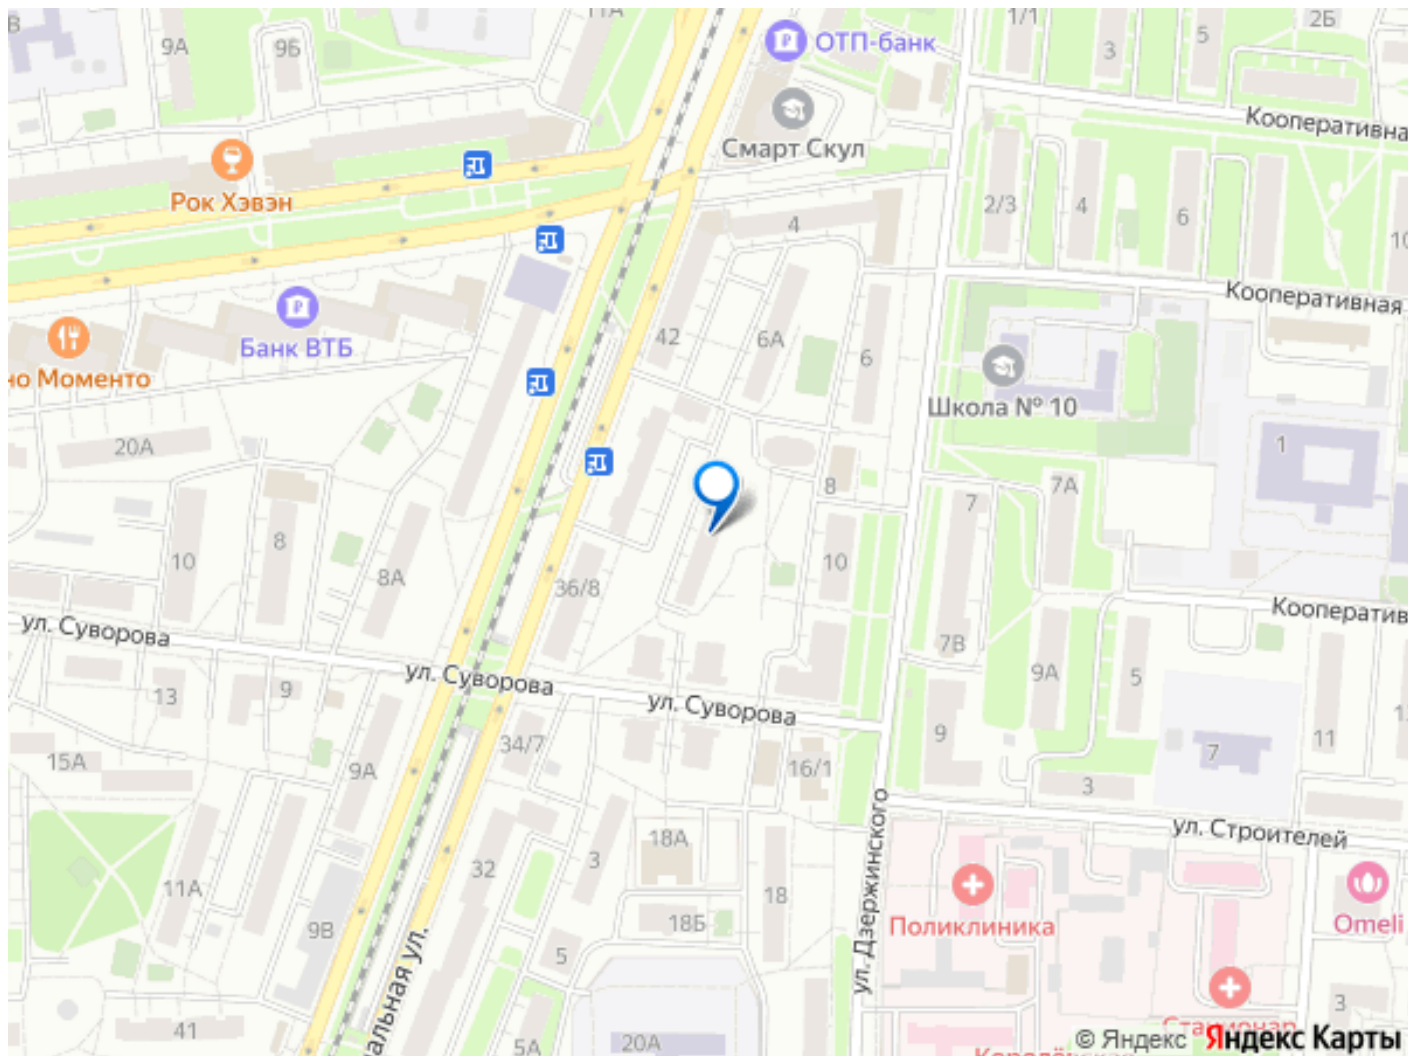 11А
1/1
2Б
В
9А
9Б
ОТП-банк
3
5
Кооперативна
Смарт Скул
Рок Хэвэн
2/3
4
6
4
10
Кооперативная
Банк ВТБ
42
6А
6
но Моменто
Школа № 10
20А
1
8
7А
7
10
8
8А
10
36/8
Кооператив
ул. Суворова
7В
ул. Суворова
9А
5
13
9
ул. Суворова
9
11
15А
9А
34/7
16/1
7
3
ул. Строителей
18А
3
32
11А
18
Поликлиника
Omeli
18Б
9В
ул. Дзержинского
5
альная ул.
3
41
5А
20А
Стационар
Королёвская
© Яндекс Яндекс Карты